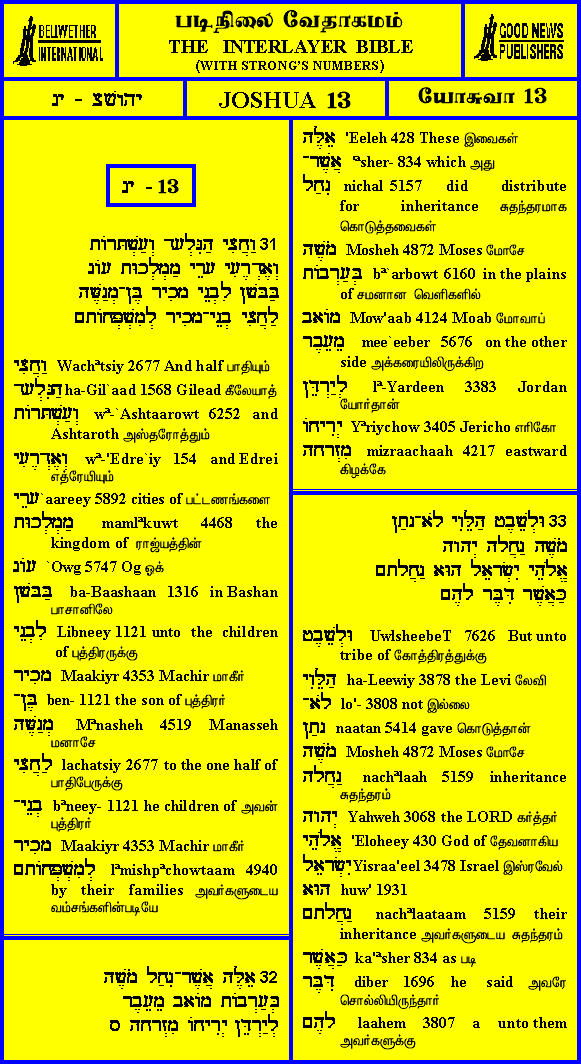 BELLWETHER
INTERNATIONAL
படிநிலை வேதாகமம்
THE INTERLAYER BIBLE
(WITH STRONG'S NUMBERS)
GOOD NEWS
PUBLISHERS
יהושצ - ינ
JOSHUA 13
யோசுவா 13
ינ - 13
31 וַחֲצִי הַגִּלְעָד וְעַשְׁתָּרוֹת
וְאֶדְרֶעִי עָרֵי מַמְלְכוּת עוֹג
בַּבָּשָׁן לִבְנֵי מָכִיר בֶּן־מְנַשֶּׁה
לַחֲצִי בְנֵי־מָכִיר לְמִשְׁפְּחוֹתָם
וַחֲצִי Wachªtsiy 2677 And half பாதியும்
הַגִּלְעָד ha-Gil`aad 1568 Gilead கீலேயாத்
וְעַשְׁתָּרוֹת wª-`Ashtaarowt 6252 and
Ashtaroth அஸ்தரோத்தும்
וְאֶדְרֶעִי wª-'Edre`iy 154 and Edrei
எத்ரேயியும்
עָרֵי `aareey 5892 cities of பட்டணங்களை
מַמְלְכוּת mamlªkuwt 4468 the
kingdom of ராஜ்யத்தின்
עוֹג `Owg 5747 Og ஒக்
בַּבָּשָׁן ba-Baashaan 1316 in Bashan
பாசானிலே
לִבְנֵי Libneey 1121 unto the children
of புத்திரருக்கு
מָכִיר Maakiyr 4353 Machir மாகீர்
בֶּן־ ben- 1121 the son of புத்திரர்
מְנַשֶּׁה Mªnasheh 4519 Manasseh
மனாசே
לַחֲצִי lachatsiy 2677 to the one half of
பாதிபேருக்கு
בְנֵי־ bªneey- 1121 he children of அவன்
புத்திரர்
מָכִיר Maakiyr 4353 Machir மாகீர்
לְמִשְׁפְּחוֹתָם lªmishpªchowtaam 4940
by their families அவர்களுடைய
வம்சங்களின்படியே
32 אֵלֶּה אֲשֶׁר־נִחַל מֹשֶׁה
בְּעַרְבוֹת מוֹאָב מֵעֵבֶר
לְיַרְדֵּן יְרִיחוֹ מִזְרָחָה ס
אֵלֶּה 'Eeleh 428 These இவைகள்
אֲשֶׁר־ ªsher- 834 which அது
נִחַל nichal 5157 did distribute
for inheritance சுதந்தரமாக
கொடுத்தவைகள்
מֹשֶׁה Mosheh 4872 Moses மோசே
בְּעַרְבוֹת bª`arbowt 6160 in the plains
of சமனான வெளிகளில்
מוֹאָב Mow'aab 4124 Moab மோவாப்
מֵעֵבֶר mee`eeber 5676 on the other
side அக்கரையிலிருக்கிற
לְיַרְדֵּן lª-Yardeen 3383 Jordan
யோர்தான்
יְרִיחוֹ Yªriychow 3405 Jericho எரிகோ
מִזְרָחָה mizraachaah 4217 eastward
கிழக்கே
33 וּלְשֵׁבֶט הַלֵּוִי לֹא־נָתַן
מֹשֶׁה נַחֲלָה יְהוָה
אֱלֹהֵי יִשְׂרָאֵל הוּא נַחֲלָתָם
כַּאֲשֶׁר דִּבֶּר לָהֶם
וּלְשֵׁבֶט UwlsheebeT 7626 But unto
tribe of கோத்திரத்துக்கு
הַלֵּוִי ha-Leewiy 3878 the Levi லேவி
לֹא־ lo'- 3808 not இல்லை
נָתַן naatan 5414 gave கொடுத்தான்
מֹשֶׁה Mosheh 4872 Moses மோசே
נַחֲלָה nachªlaah 5159 inheritance
சுதந்தரம்
יְהוָה Yahweh 3068 the LORD கர்த்தர்
אֱלֹהֵי 'Eloheey 430 God of தேவனாகிய
יִשְׂרָאֵל Yisraa'eel 3478 Israel இஸ்ரவேல்
הוּא huw' 1931
נַחֲלָתָם nachªlaataam 5159 their
inheritance அவர்களுடைய சுதந்தரம்
כַּאֲשֶׁר ka'ªsher 834 as படி
דִּבֶּר diber 1696 he said அவரே
சொல்லியிருந்தார்
לָהֶם laahem 3807 a unto them
அவர்களுக்கு